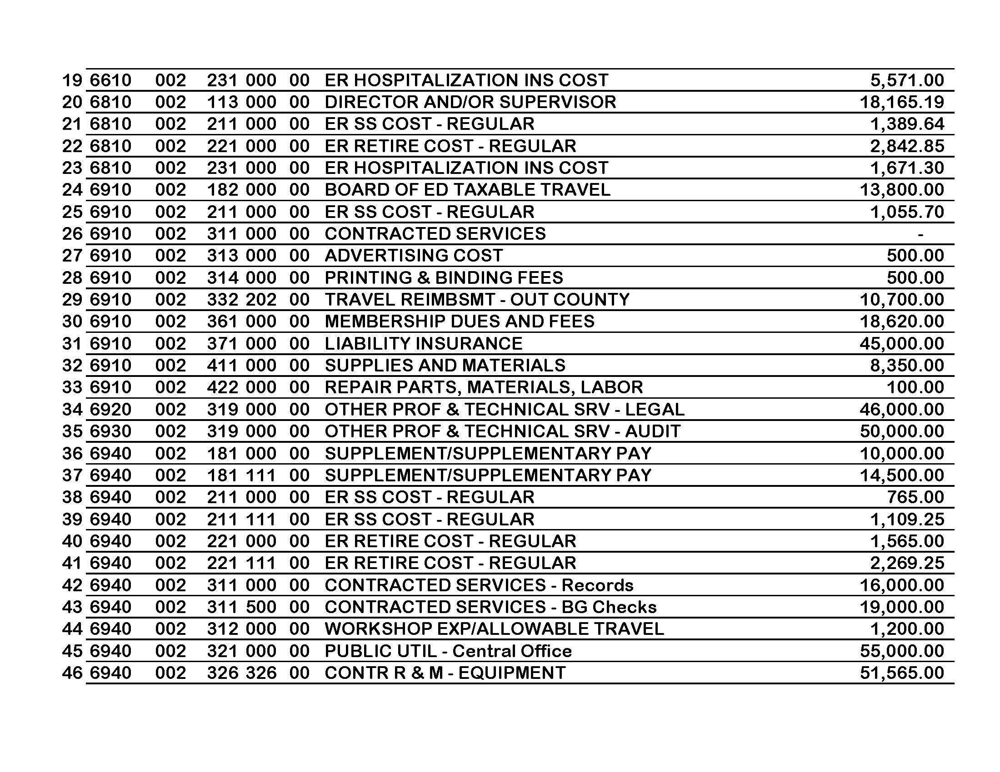 19 6610 002 231 000 00 ER HOSPITALIZATION INS COST 5,571.00
20 6810 002 113 000 00 DIRECTOR AND/OR SUPERVISOR 18,165.19
21 6810 002 211 000 00 ER SS COST - REGULAR 1,389.64
22 6810 002 221 000 00 ER RETIRE COST - REGULAR 2,842.85
23 6810 002 231 000 00 ER HOSPITALIZATION INS COST 1,671.30
24 6910 002 182 000 00 BOARD OF ED TAXABLE TRAVEL 13,800.00
25 6910 002 211 000 00 ER SS COST - REGULAR 1,055.70
26 6910 002 311 000 00 CONTRACTED SERVICES -
27 6910 002 313 000 00 ADVERTISING COST 500.00
28 6910 002 314 000 00 PRINTING & BINDING FEES 500.00
29 6910 002 332 202 00 TRAVEL REIMBSMT - OUT COUNTY 10,700.00
30 6910 002 361 000 00 MEMBERSHIP DUES AND FEES 18,620.00
31 6910 002 371 000 00 LIABILITY INSURANCE 45,000.00
32 6910 002 411 000 00 SUPPLIES AND MATERIALS 8,350.00
33 6910 002 422 000 00 REPAIR PARTS, MATERIALS, LABOR 100.00
34 6920 002 319 000 00 OTHER PROF & TECHNICAL SRV - LEGAL 46,000.00
35 6930 002 319 000 00 OTHER PROF & TECHNICAL SRV - AUDIT 50,000.00
36 6940 002 181 000 00 SUPPLEMENT/SUPPLEMENTARY PAY 10,000.00
37 6940 002 181 111 00 SUPPLEMENT/SUPPLEMENTARY PAY 14,500.00
38 6940 002 211 000 00 ER SS COST - REGULAR 765.00
39 6940 002 211 111 00 ER SS COST - REGULAR 1,109.25
40 6940 002 221 000 00 ER RETIRE COST - REGULAR 1,565.00
41 6940 002 221 111 00 ER RETIRE COST - REGULAR 2,269.25
42 6940 002 311 000 00 CONTRACTED SERVICES - Records 16,000.00
43 6940 002 311 500 00 CONTRACTED SERVICES - BG Checks 19,000.00
44 6940 002 312 000 00 WORKSHOP EXP/ALLOWABLE TRAVEL 1,200.00
45 6940 002 321 000 00 PUBLIC UTIL - Central Office 55,000.00
46 6940 002 326 326 00 CONTR R & M - EQUIPMENT 51,565.00